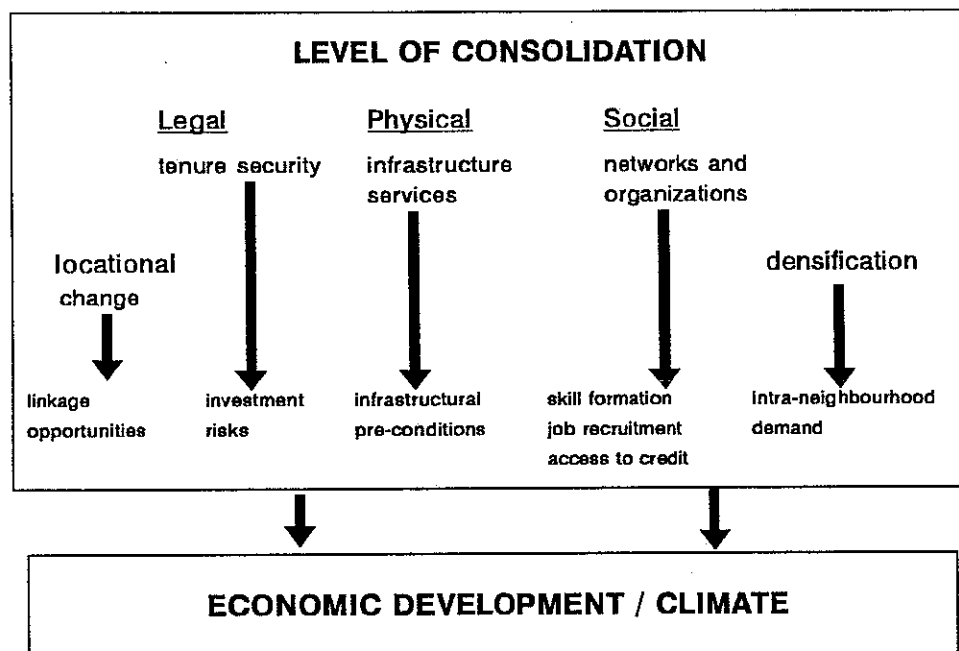 LEVEL OF CONSOLIDATION
Legal
tenure security
Physical
infrastructure
services
Social
networks and
organizations
locational
change
densification
linkage
opportunities
investment
risks
infrastructural
pre-conditions
skill formation
job recruitment
access to credit
intra-neighbourhood
demand
ECONOMIC DEVELOPMENT / CLIMATE